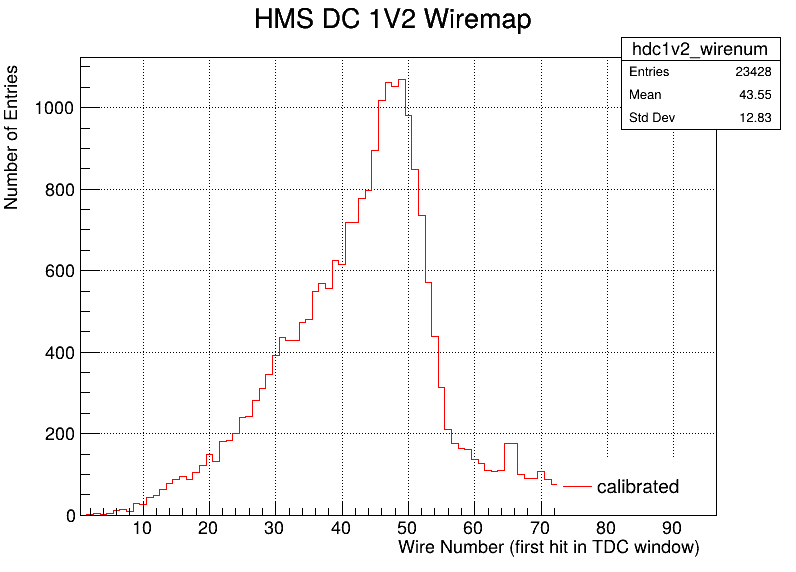 HMS DC 1V2 Wiremap
hdc1v2_wirenum
Entries 23428
Mean 43.55
Std Dev 12.83
Number of Entries
1000
800
600
400
200
0
10 20 30 40 50 60 70 80 90
calibrated
Wire Number (first hit in TDC window)